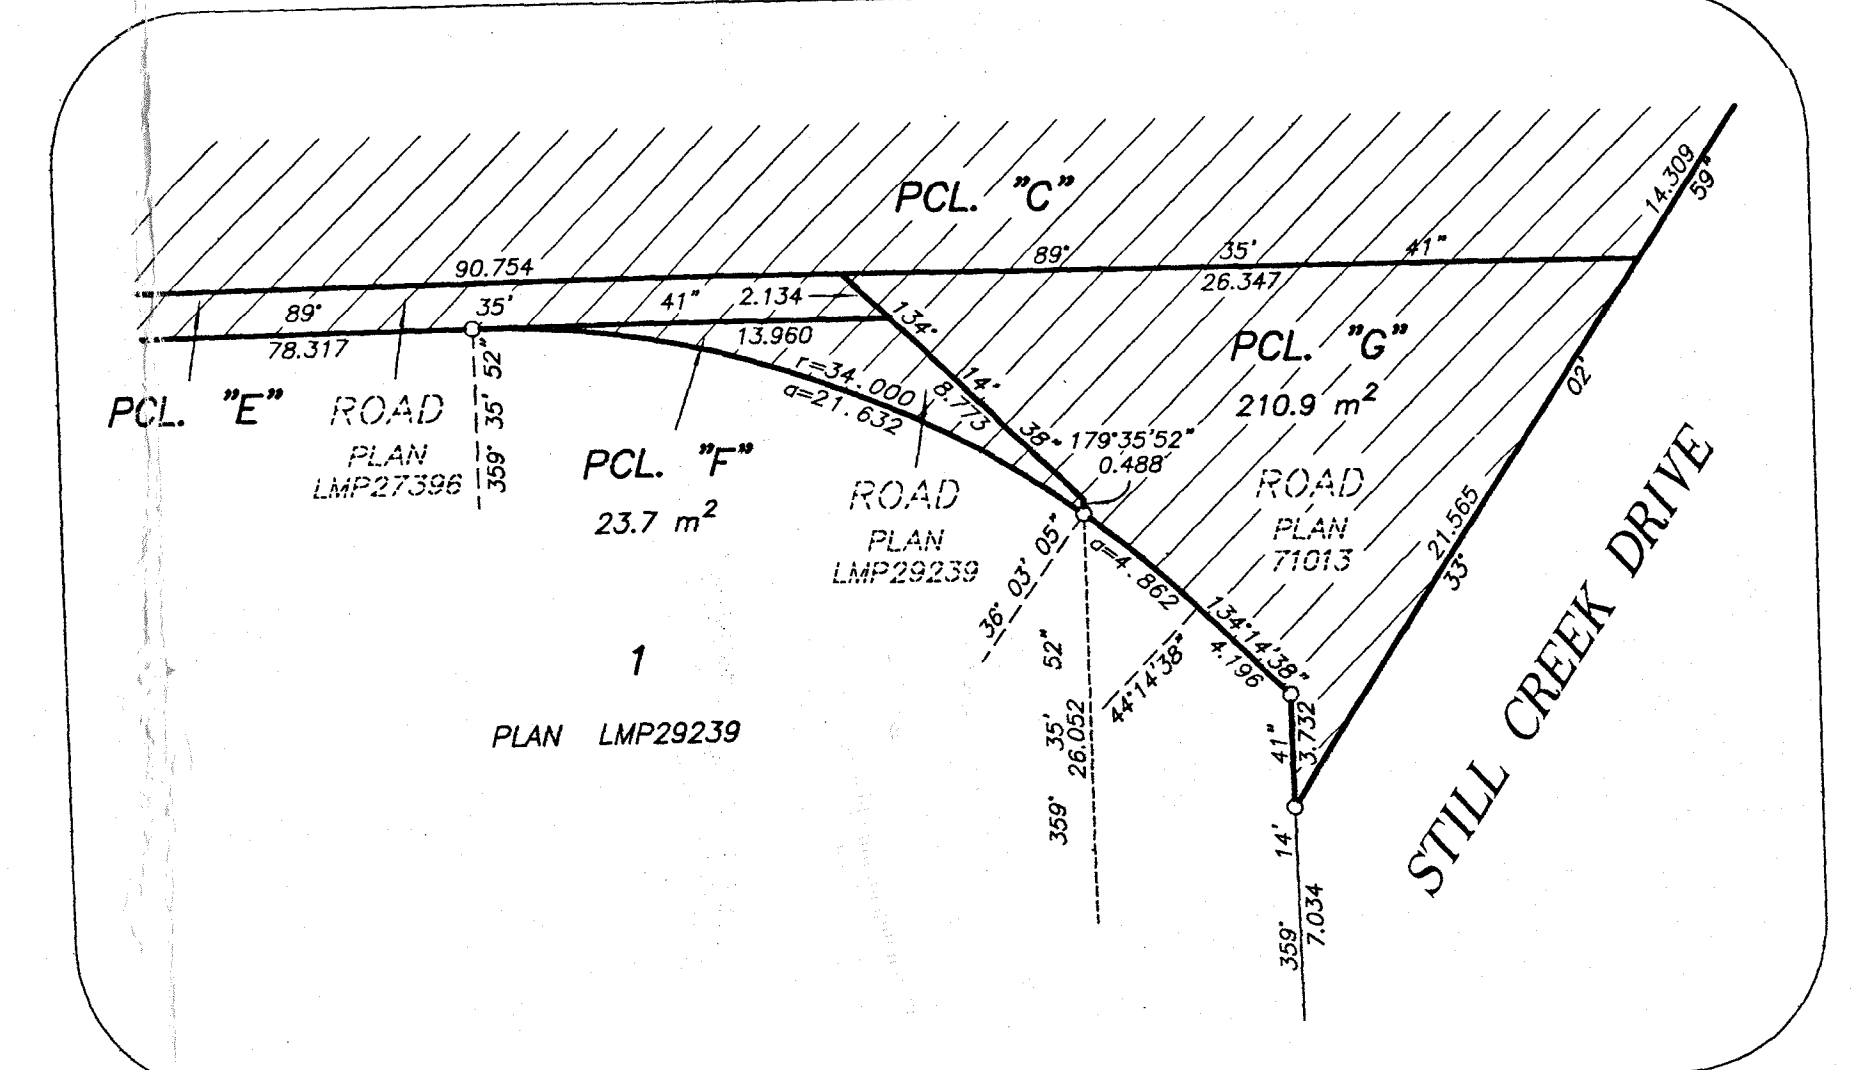 PCL. "C"
14.309
59"
90.754
89° 35' 41"
26.347
89° 35' 41"
2.134
78.317
13.960
134° 14' 38"
8.773
r=34.000
a=21.632
PCL. "G"
210.9 m²
02'
PCL. "E"
ROAD
PLAN
LMP27396
359° 35' 52"
PCL. "F"
23.7 m²
179°35'52"
0.488
ROAD
PLAN
LMP29239
ROAD
PLAN
71013
21.565
33°
STILL CREEK DRIVE
36° 03' 05"
a=4.862
134°14'38"
4.196
44°14'38"
1
PLAN LMP29239
359° 35' 52"
26.052
3.732
359° 14' 41"
7.034